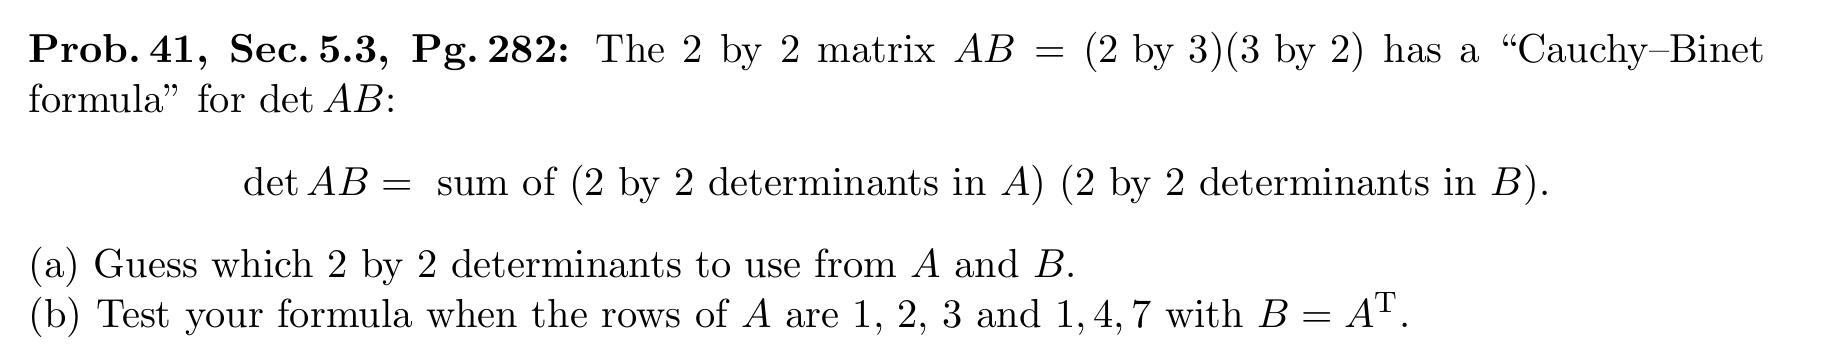 Prob. 41, Sec. 5.3, Pg. 282: The 2 by 2 matrix AB = (2 by 3)(3 by 2) has a “Cauchy–Binet
formula” for det AB:
det AB = sum of (2 by 2 determinants in A) (2 by 2 determinants in B).
(a) Guess which 2 by 2 determinants to use from A and B.
(b) Test your formula when the rows of A are 1, 2, 3 and 1, 4, 7 with B = Aᵀ.